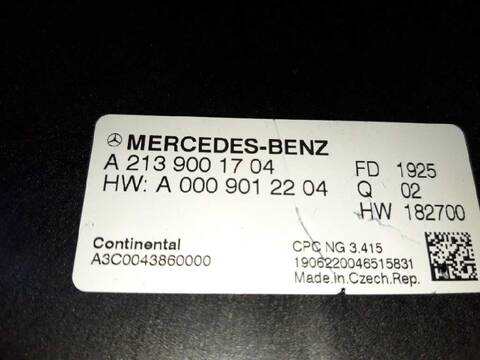 MERCEDES-BENZ
A 213 900 17 04 FD 1925
HW: A 000 901 22 04 Q 02
HW 182700
Continental CPC NG 3.415
A3C0043860000 1906220046515831
Made.in.Czech.Rep.